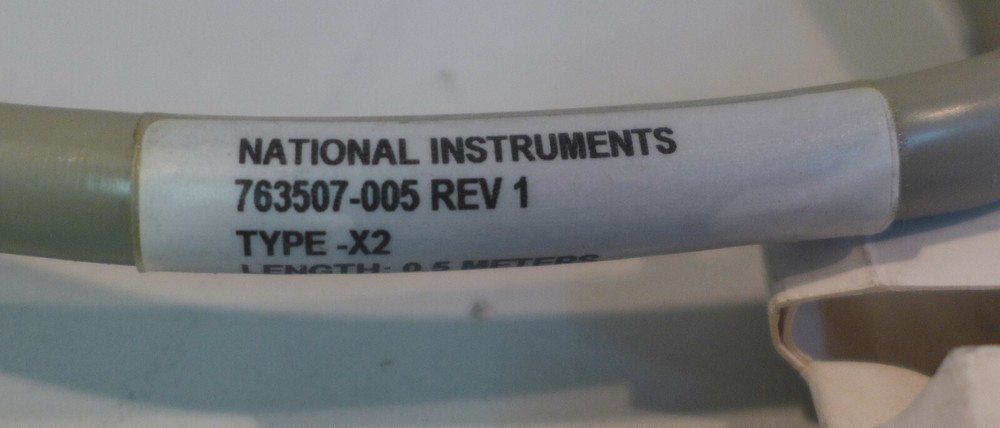 NATIONAL INSTRUMENTS
763507-005 REV 1
TYPE -X2
LENGTH: 0.5 METERS